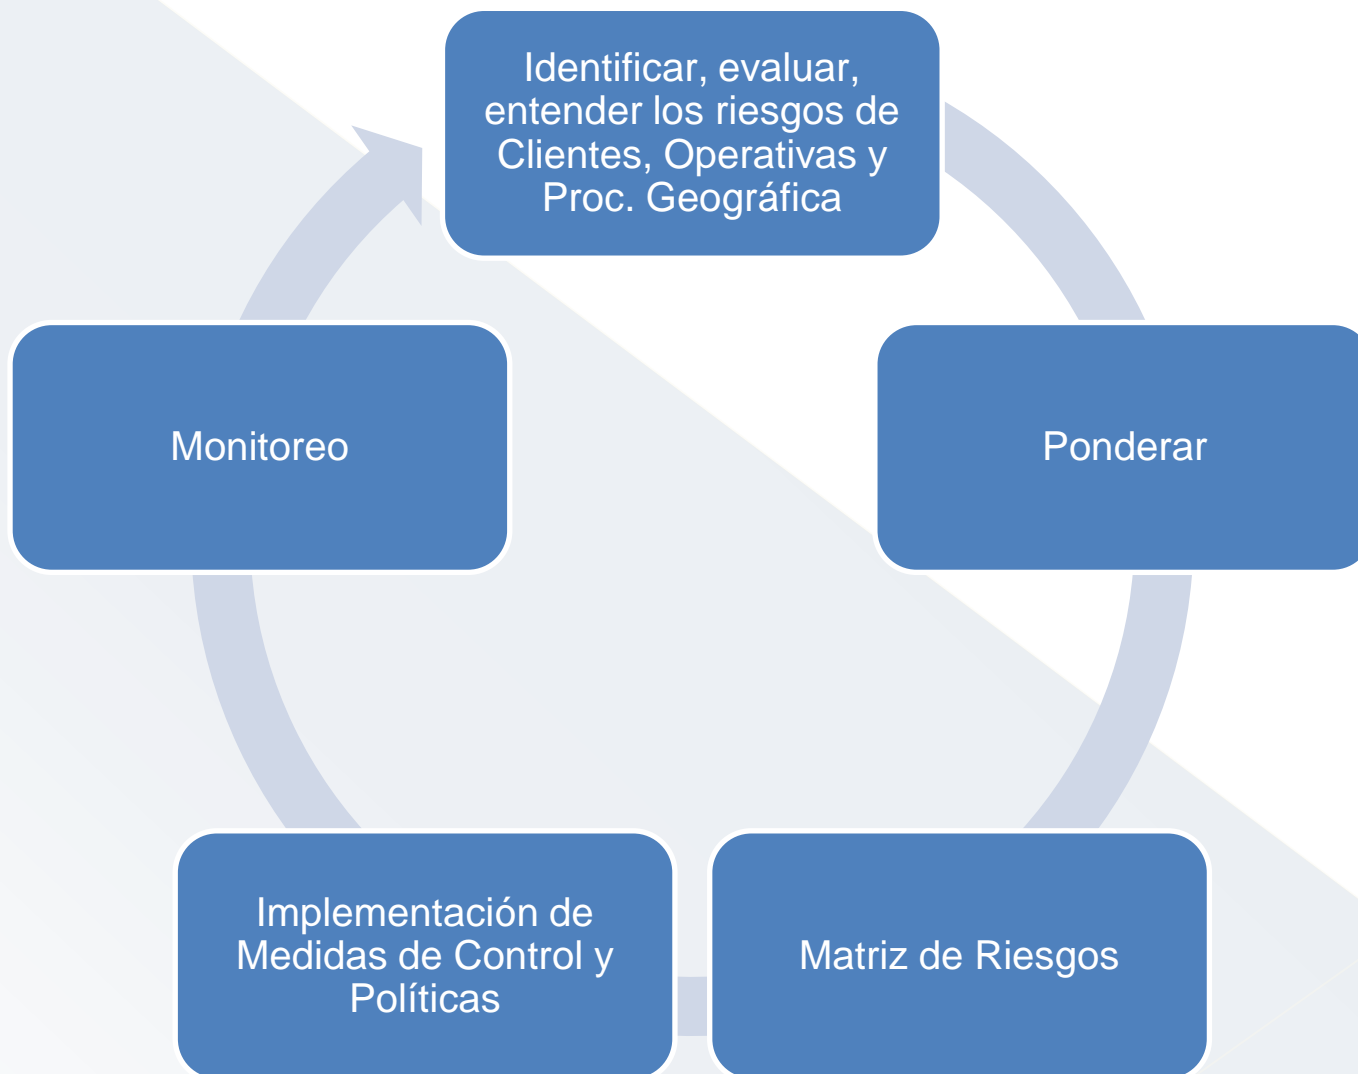 Identificar, evaluar,
entender los riesgos de
Clientes, Operativas y
Proc. Geográfica
Ponderar
Matriz de Riesgos
Implementación de
Medidas de Control y
Políticas
Monitoreo